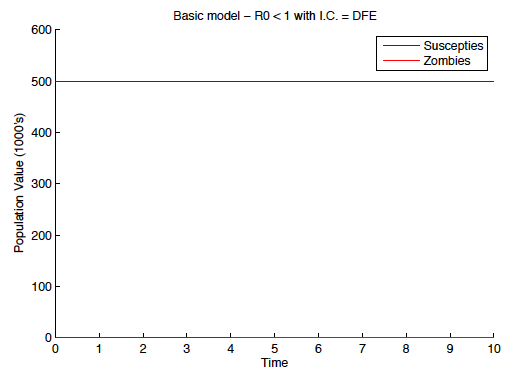 Basic model – R0 < 1 with I.C. = DFE
Suscepties
Zombies
Population Value (1000's)
600
500
400
300
200
100
0
0 1 2 3 4 5 6 7 8 9 10
Time